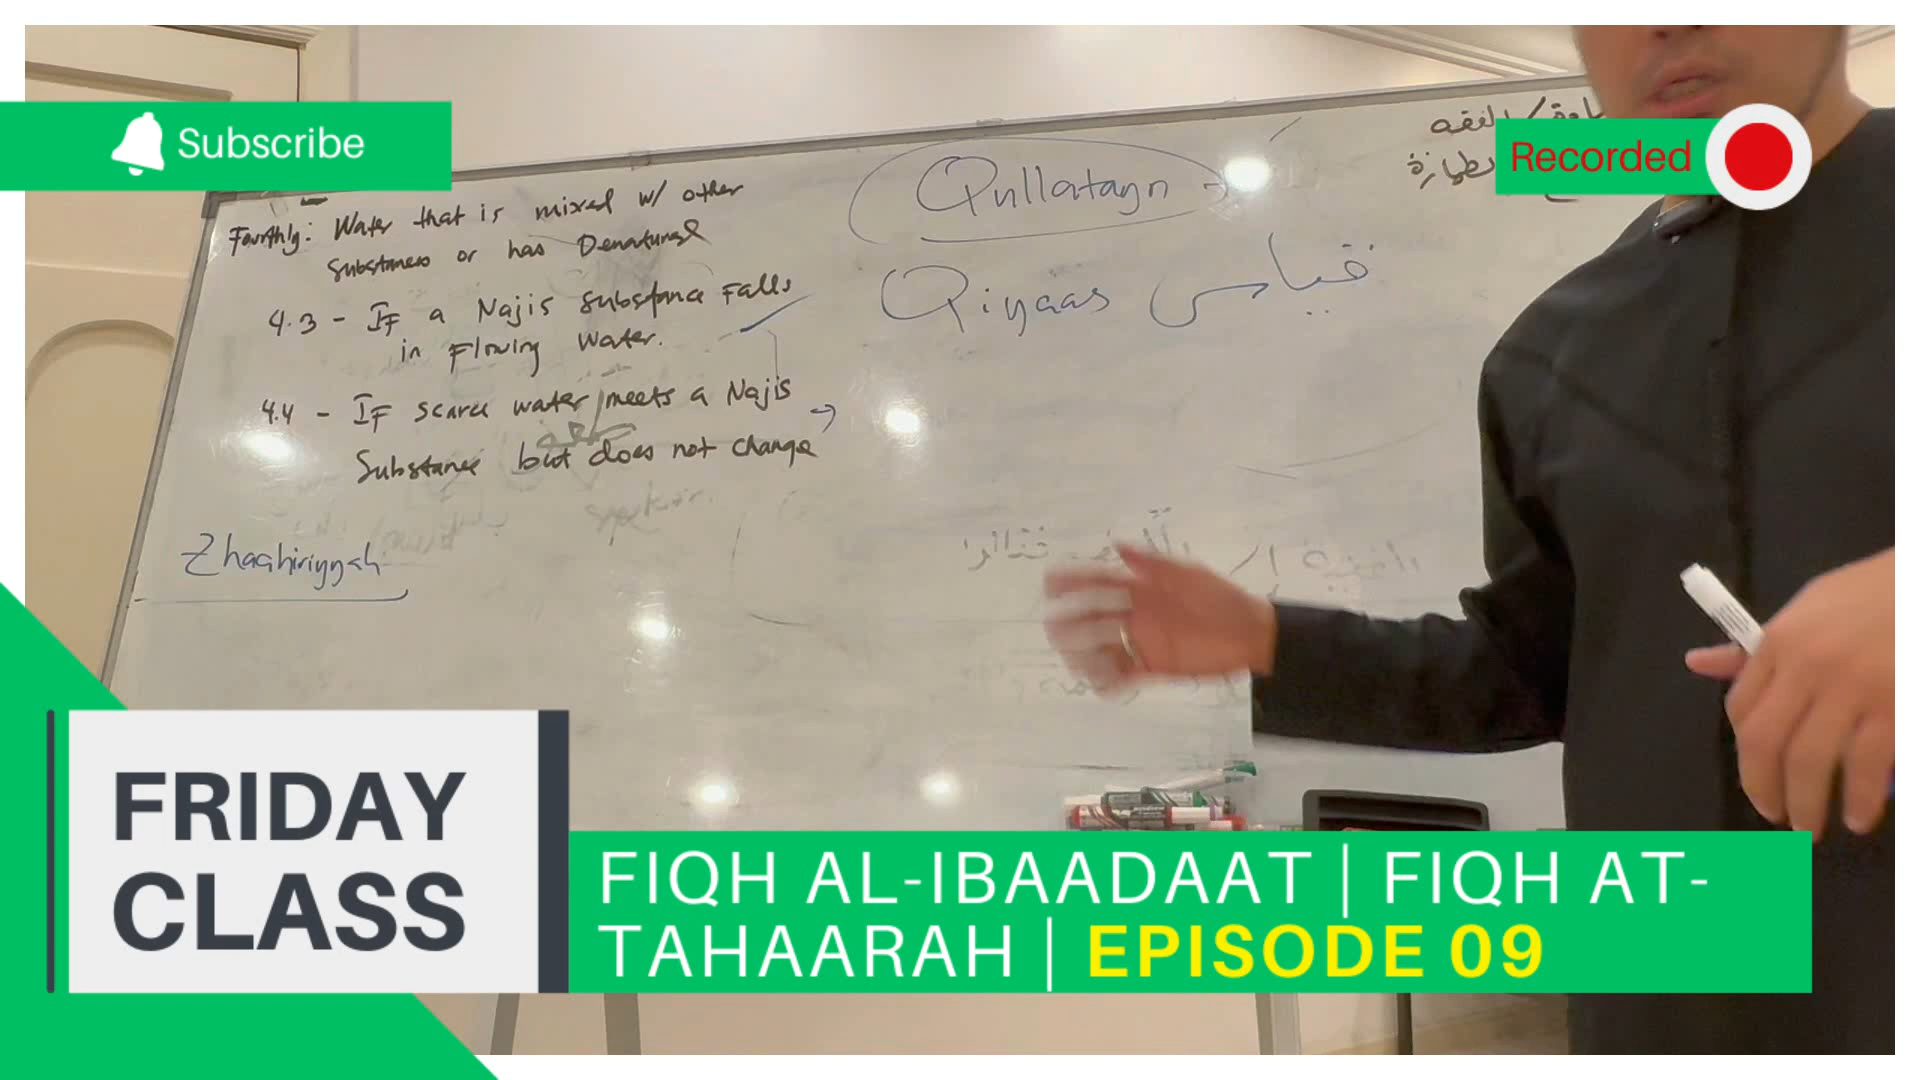 Subscribe
Recorded
Fourthly: Water that is mixed w/ other
Substances or has Denatured
4.3 - If a Najis substance Falls
in Flowing water.
4.4 - If scarce water meets a Najis
Substance but does not change
Zhaahiriyyah
Qullatayn
Qiyaas قياس
الفقه
FRIDAY
CLASS
FIQH AL-IBAADAAT | FIQH AT-
TAHAARAH | EPISODE 09